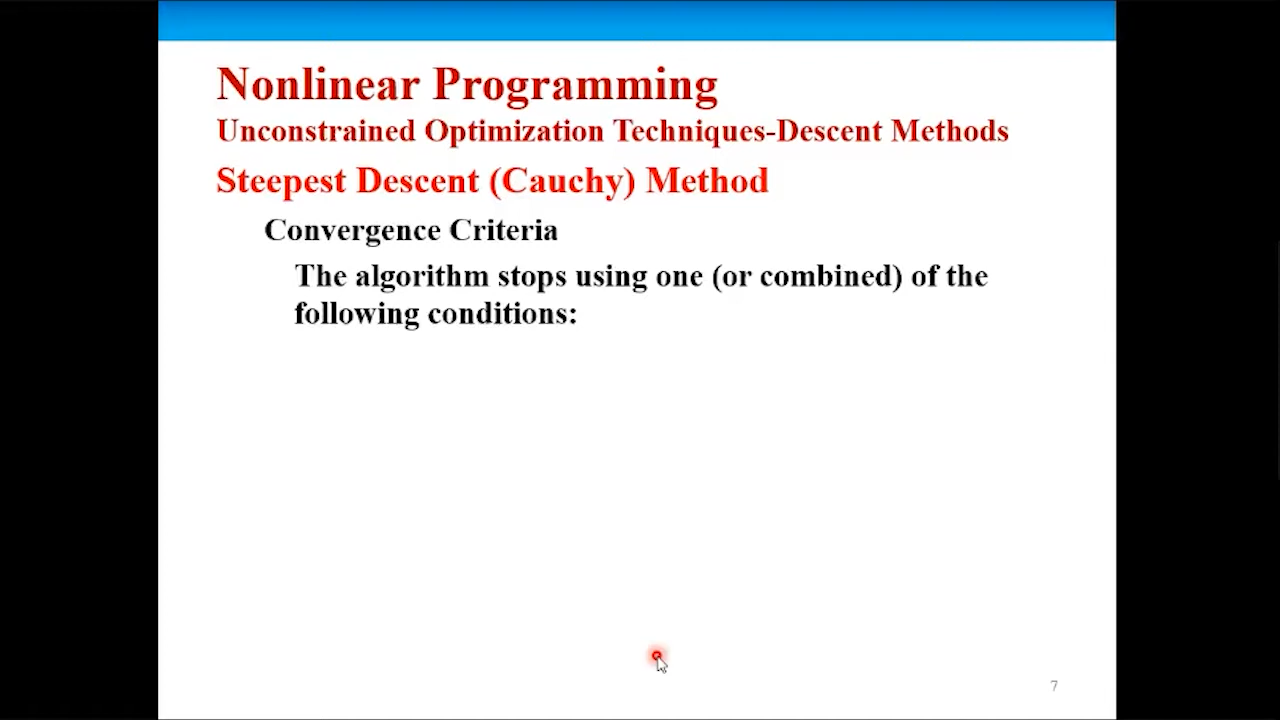 Nonlinear Programming
Unconstrained Optimization Techniques-Descent Methods
Steepest Descent (Cauchy) Method
Convergence Criteria
The algorithm stops using one (or combined) of the
following conditions:
7